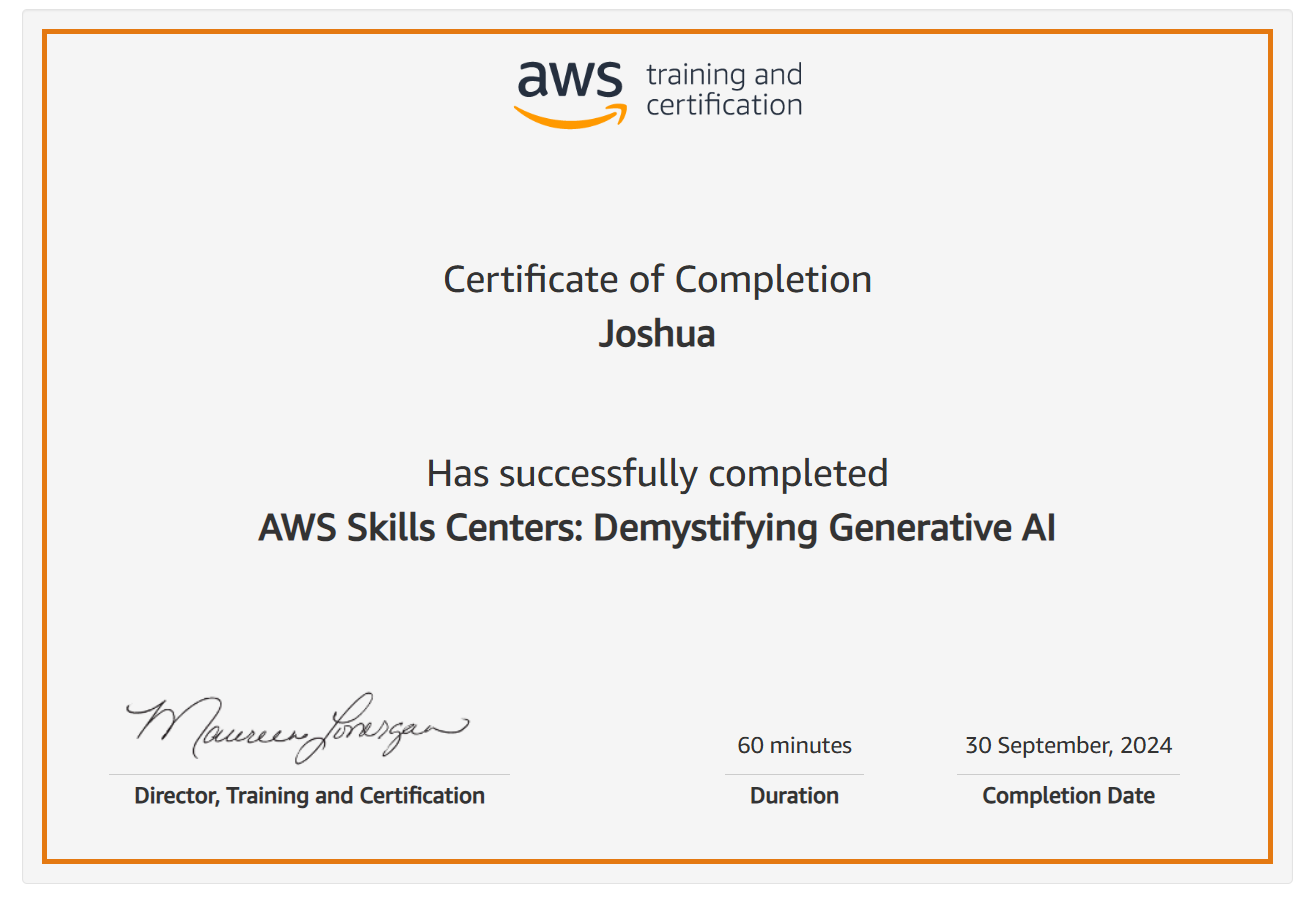 aws training and
certification
Certificate of Completion
Joshua
Has successfully completed
AWS Skills Centers: Demystifying Generative AI
Maureen Lonergan
60 minutes
30 September, 2024
Director, Training and Certification
Duration
Completion Date